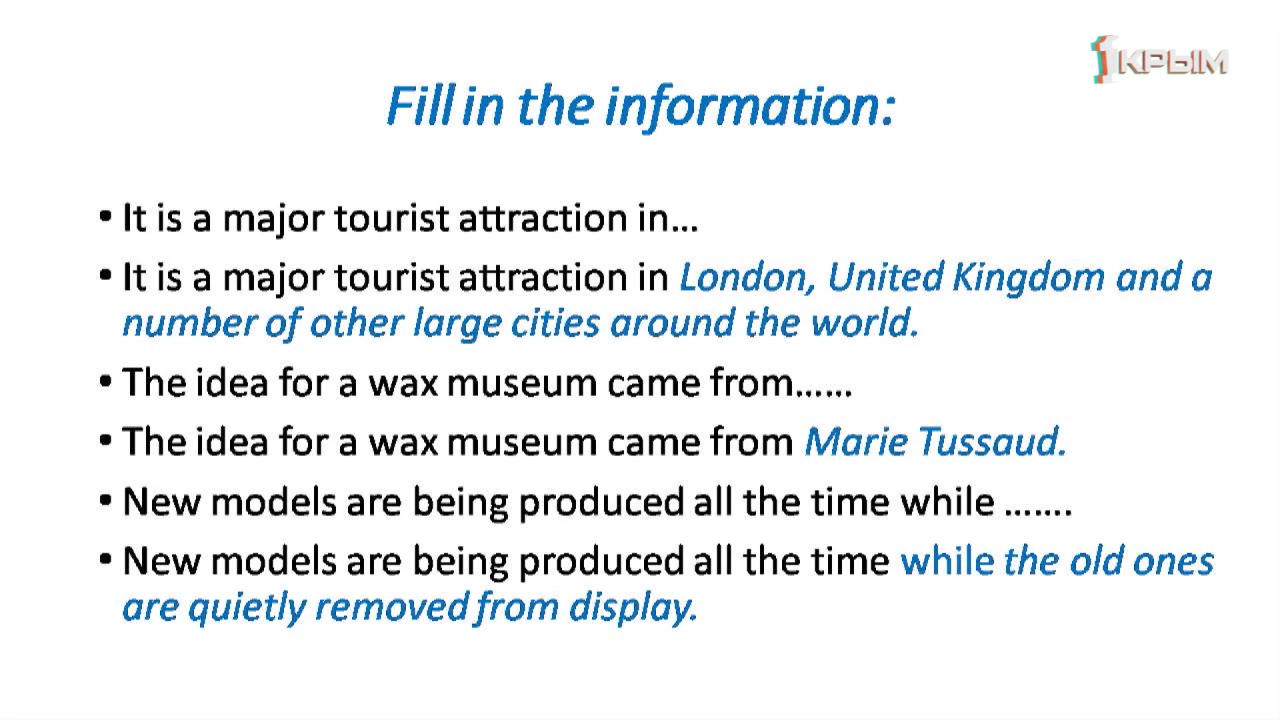 1КРЫМ
Fill in the information:
• It is a major tourist attraction in...
• It is a major tourist attraction in London, United Kingdom and a
number of other large cities around the world.
• The idea for a wax museum came from......
• The idea for a wax museum came from Marie Tussaud.
• New models are being produced all the time while .......
• New models are being produced all the time while the old ones
are quietly removed from display.